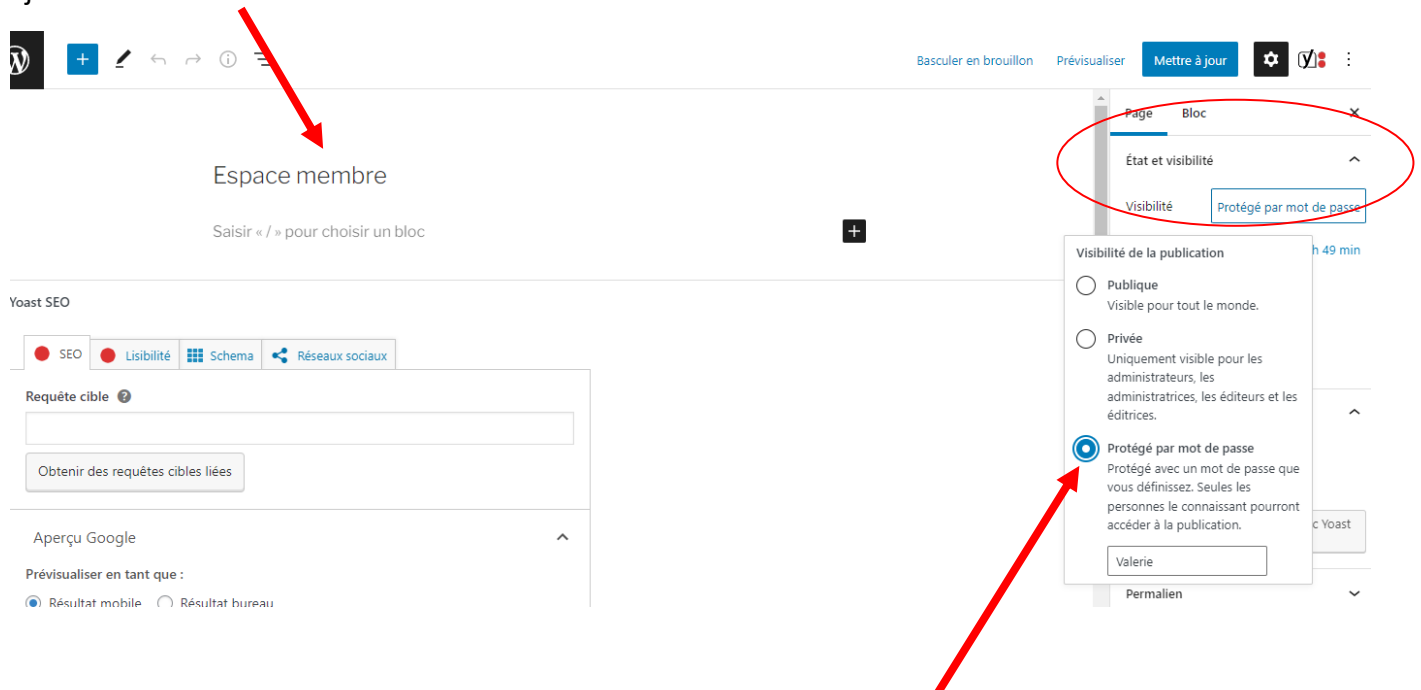 Basculer en brouillon Prévisualiser Mettre à jour
Page Bloc
Espace membre
État et visibilité
Visibilité Protégé par mot de passe
Saisir « / » pour choisir un bloc
h 49 min
Visibilité de la publication
Publique
Visible pour tout le monde.
Privée
Uniquement visible pour les
administrateurs, les
administratrices, les éditeurs et les
éditrices.
Protégé par mot de passe
Protégé avec un mot de passe que
vous définissez. Seules les
personnes le connaissant pourront
accéder à la publication.
Valerie
c Yoast
Permalien
Yoast SEO
SEO Lisibilité Schema Réseaux sociaux
Requête cible
Obtenir des requêtes cibles liées
Aperçu Google
Prévisualiser en tant que :
Résultat mobile Résultat bureau